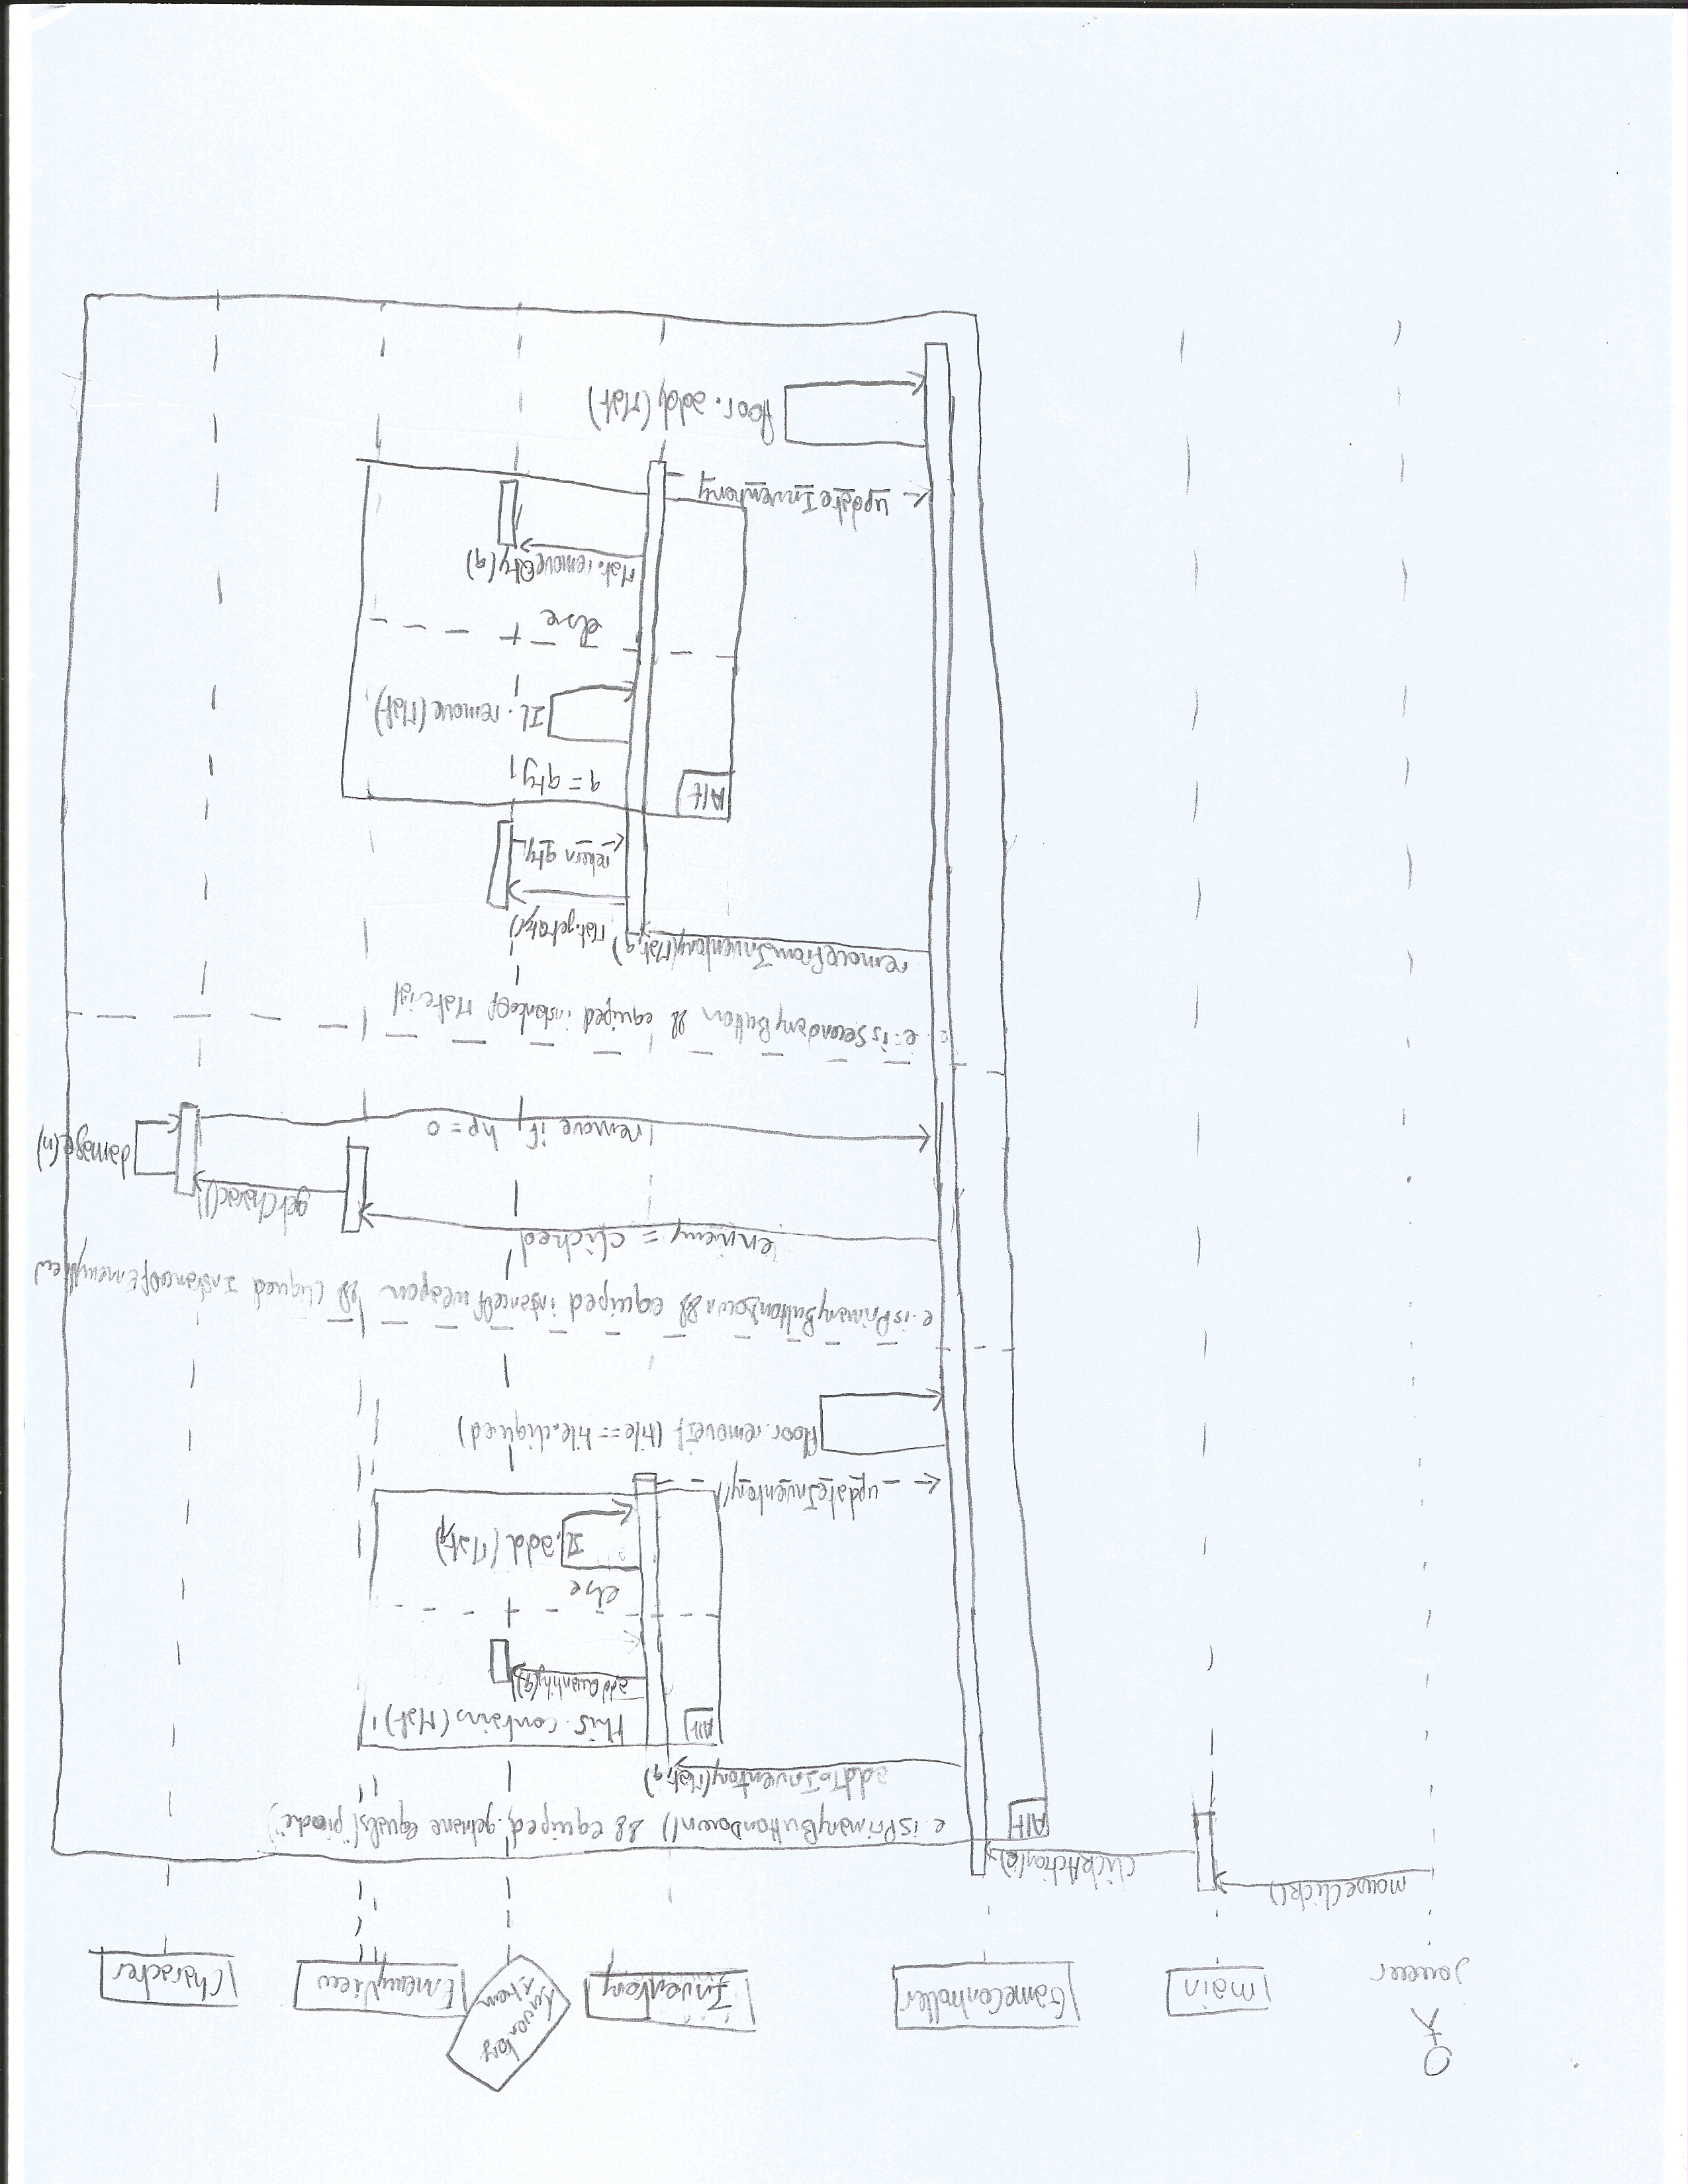 joueur
main
GameController
Inventory
Inventory
Item
EnemyView
Character
mouseClick()
clickAction(e)
Alt
e.isPrimaryButtonDown() && equiped.getname equals("pioche")
addToInventory(Mat,q)
Alt
this.contains(Mat)
addQuantity(q)
else
Il.add(Mat,q)
updateInventory()
floor.removeIf (tile==tile.cliqued)
e.isPrimaryButtonDown && equiped instanceOf weapon && cliqued InstanceOf EnemyView
ennemy = clicked
getCharac()
damage(n)
remove if hp=0
e.isSecondaryButton && equiped instanceOf Material
removeFromInventory(Mat,q)
Mat.getQty()
return qty
Alt
q = qty
Il.remove(Mat)
else
Mat.removeQty(q)
updateInventory
floor.add(Mat)